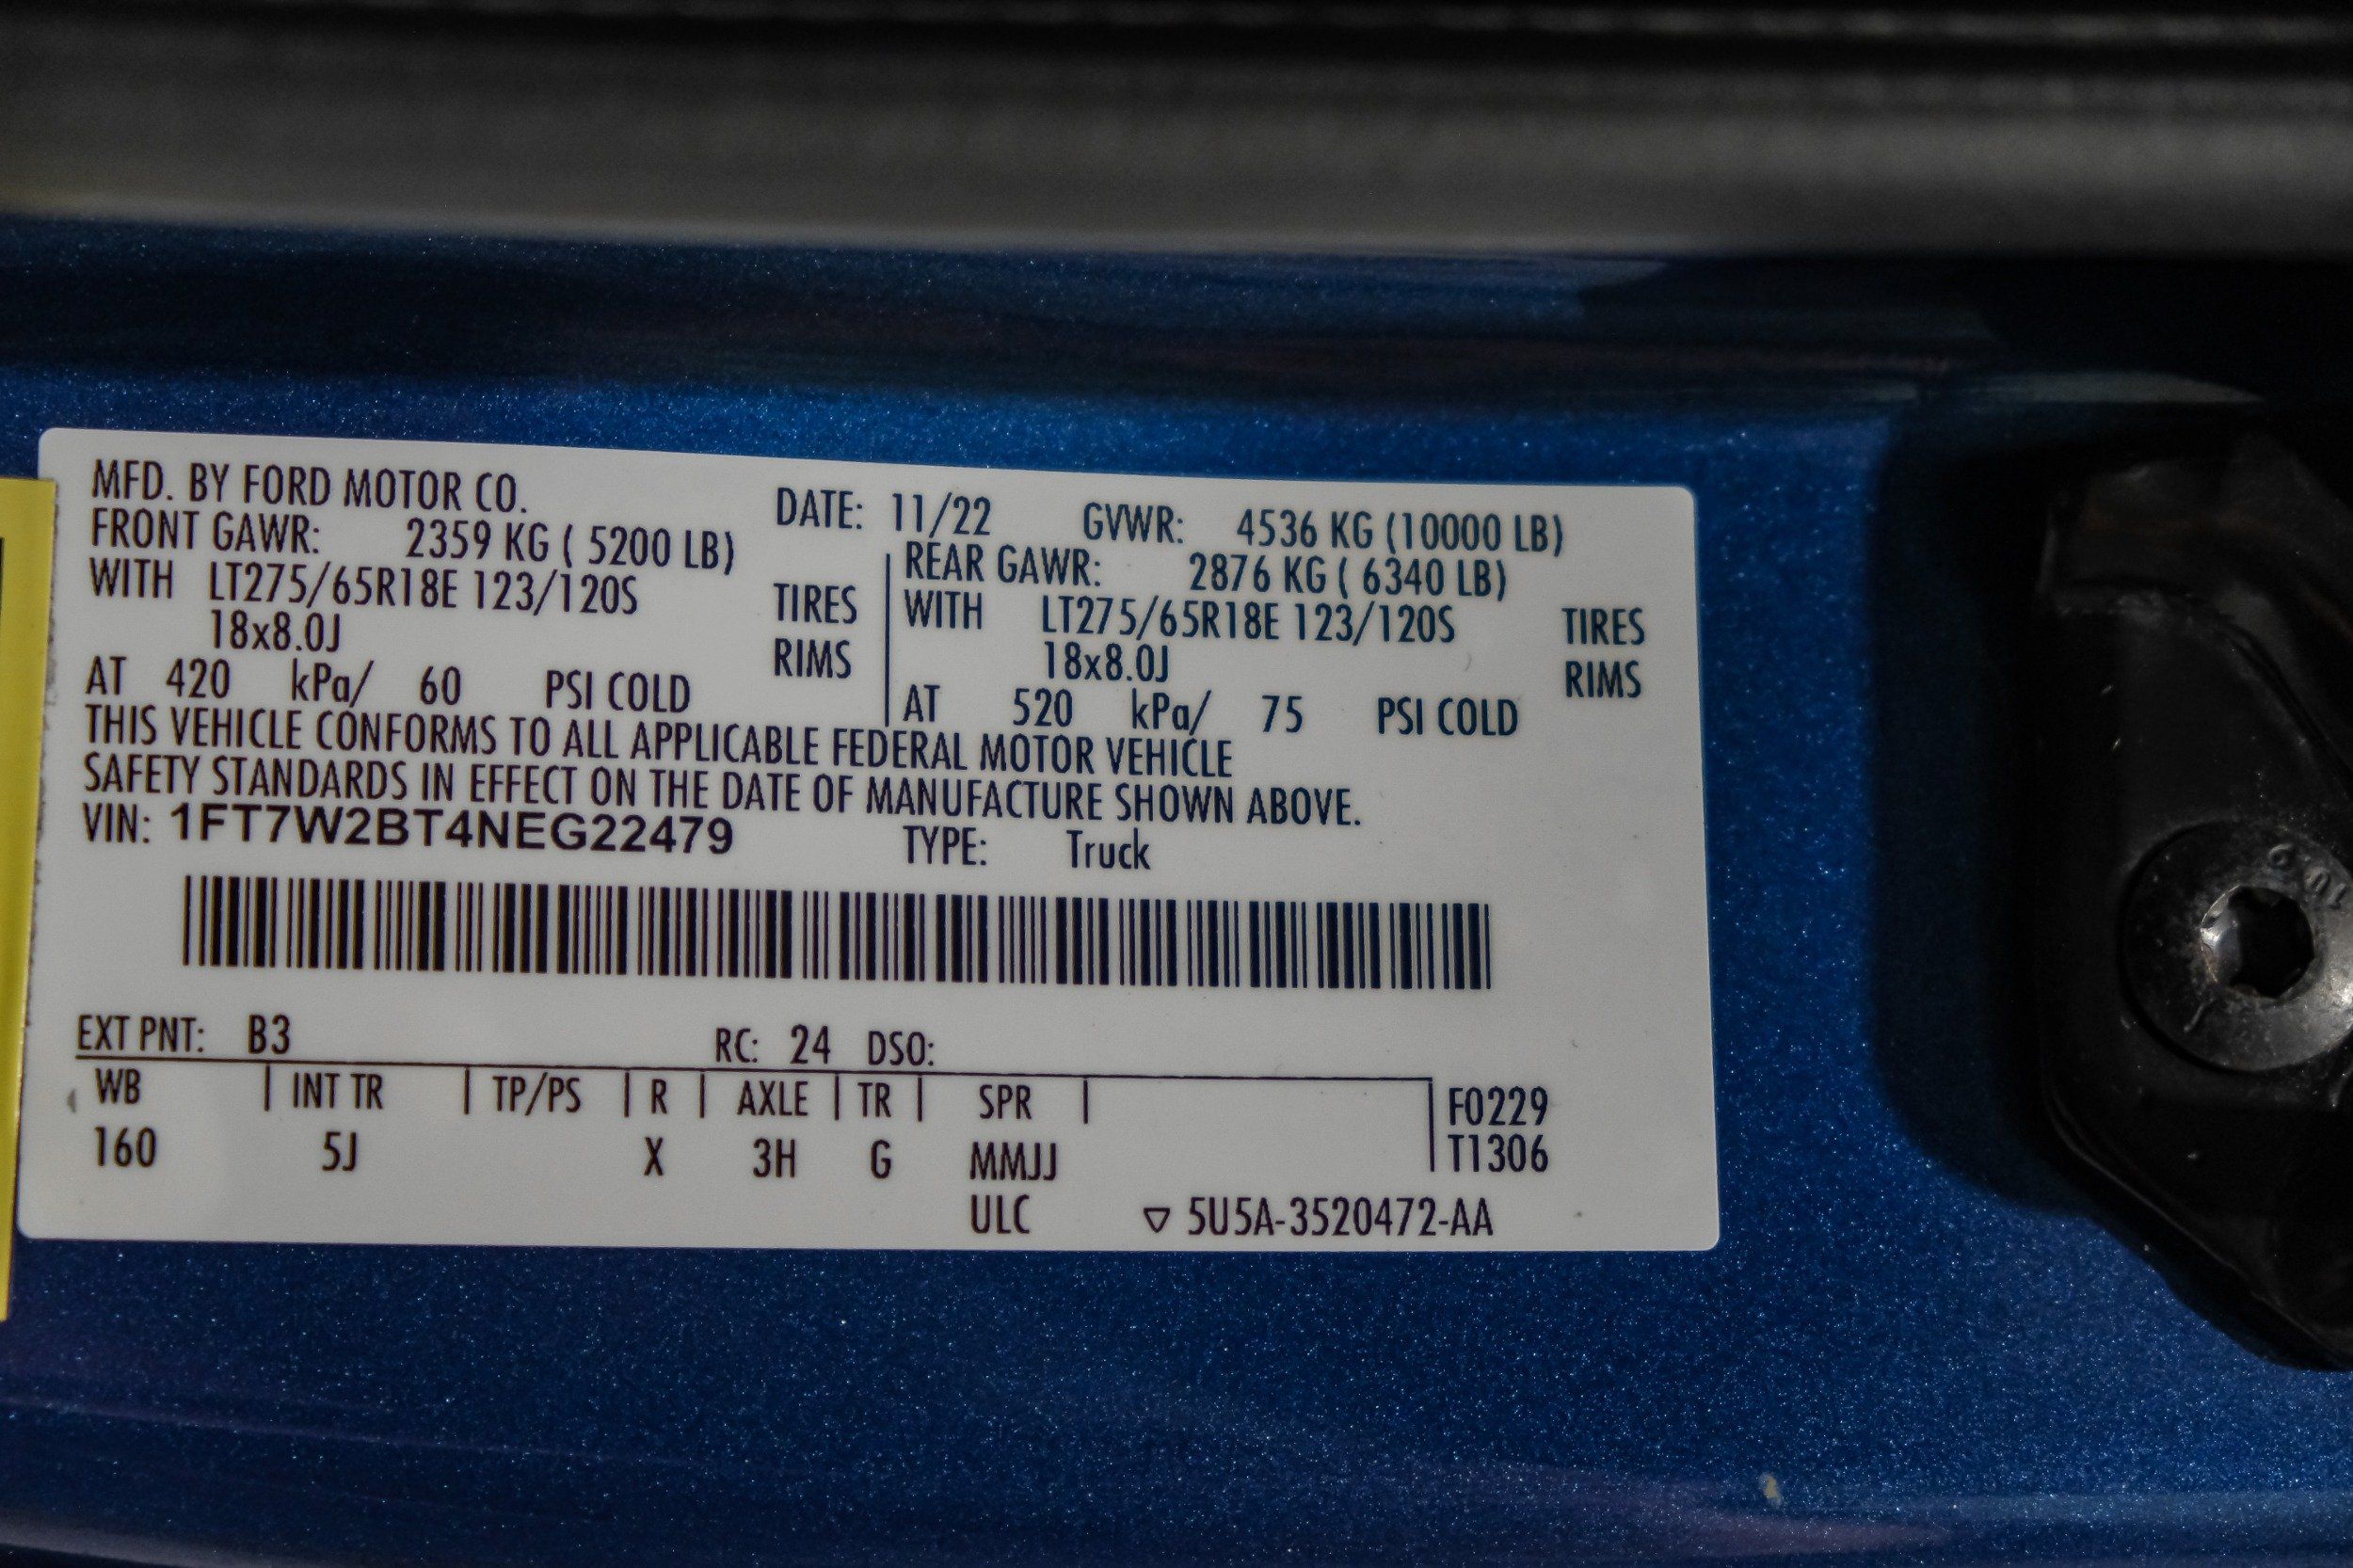 MFD. BY FORD MOTOR CO.
DATE: 11/22 GVWR: 4536 KG (10000 LB)
FRONT GAWR: 2359 KG ( 5200 LB)
WITH LT275/65R18E 123/120S TIRES
18x8.0J RIMS
AT 420 kPa/ 60 PSI COLD
REAR GAWR: 2876 KG ( 6340 LB)
WITH LT275/65R18E 123/120S TIRES
18x8.0J RIMS
AT 520 kPa/ 75 PSI COLD
THIS VEHICLE CONFORMS TO ALL APPLICABLE FEDERAL MOTOR VEHICLE
SAFETY STANDARDS IN EFFECT ON THE DATE OF MANUFACTURE SHOWN ABOVE.
VIN: 1FT7W2BT4NEG22479 TYPE: Truck
EXT PNT: B3 RC: 24 DSO:
WB | INT TR | TP/PS | R | AXLE | TR | SPR | F0229
160 5J X 3H G MMJJ T1306
ULC ▽ 5U5A-3520472-AA